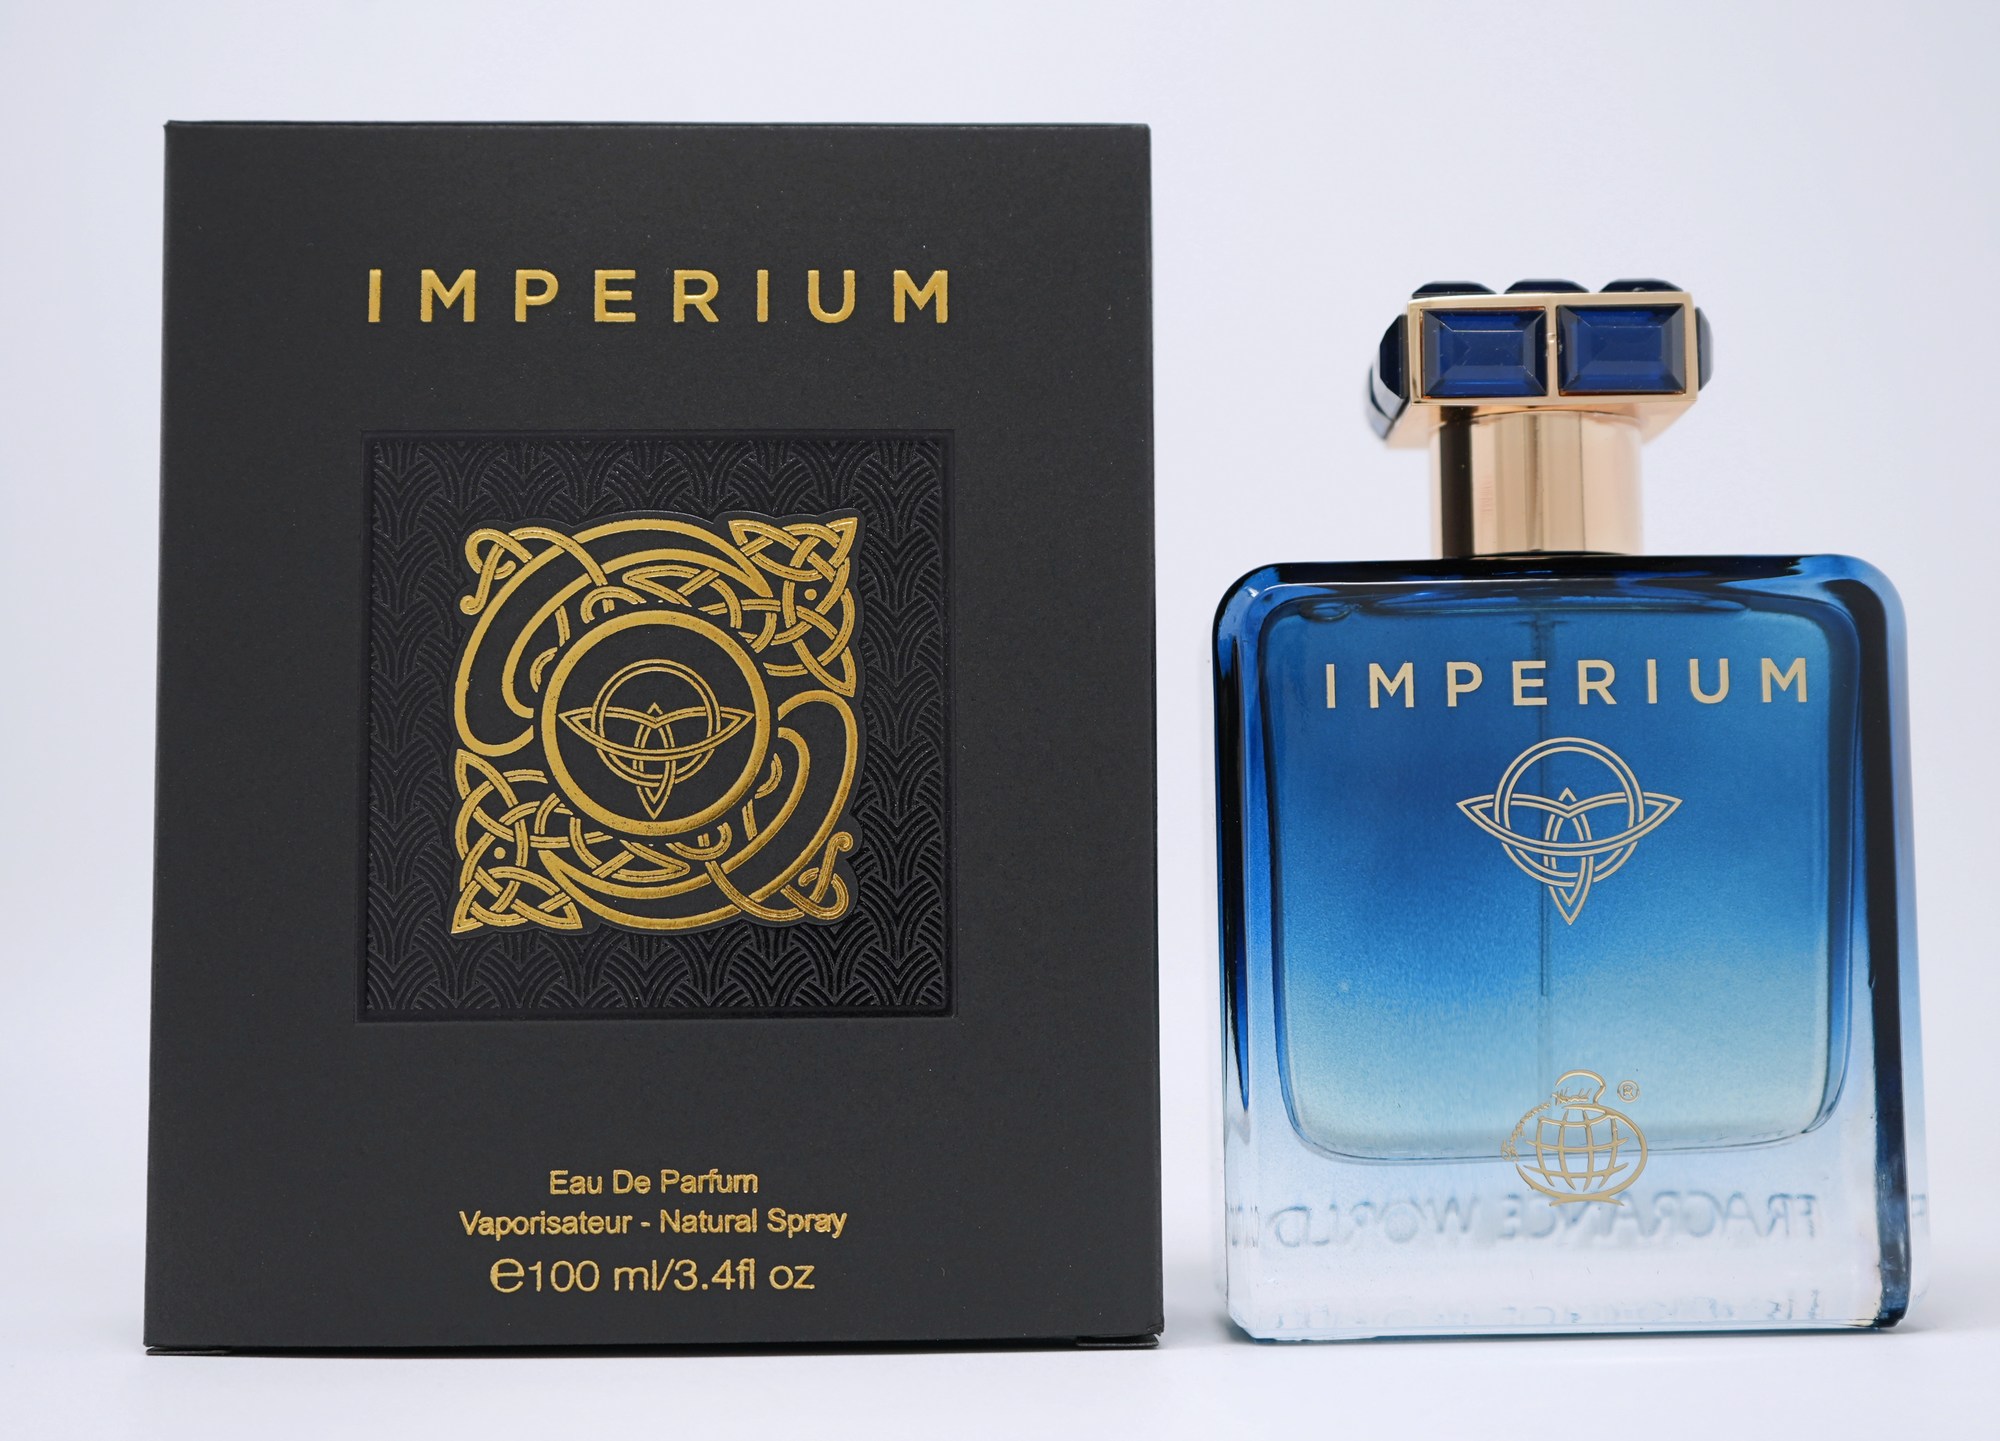 IMPERIUM
Eau De Parfum
Vaporisateur - Natural Spray
℮100 ml/3.4fl oz
IMPERIUM
®
FRAGRANCE WORLD